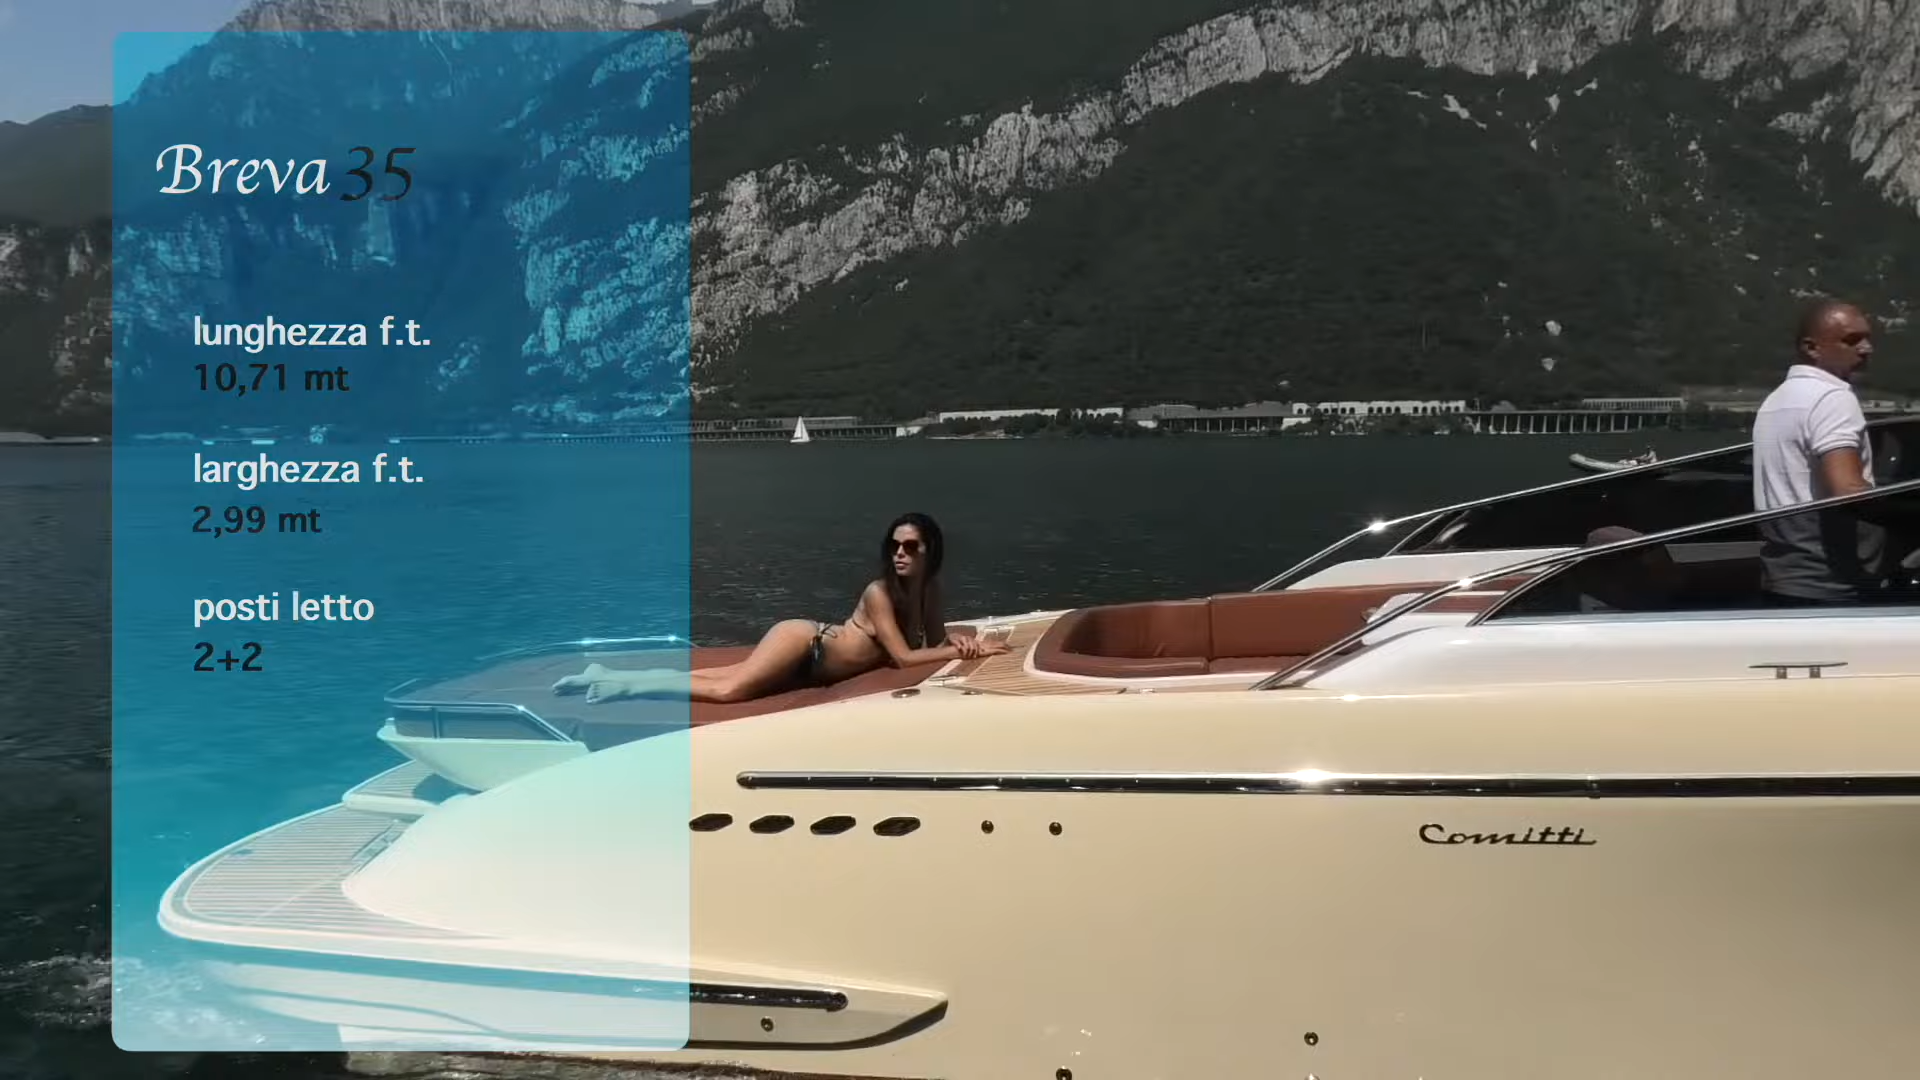 Breva 35
lunghezza f.t.
10,71 mt
larghezza f.t.
2,99 mt
posti letto
2+2
Comitti